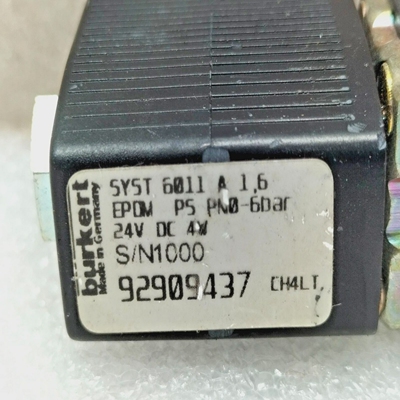 burkert
Made in Germany
SYST 6011 A 1,6
EPDM PS PN0-6bar
24V DC 4W
S/N1000
92909437 CH4LT